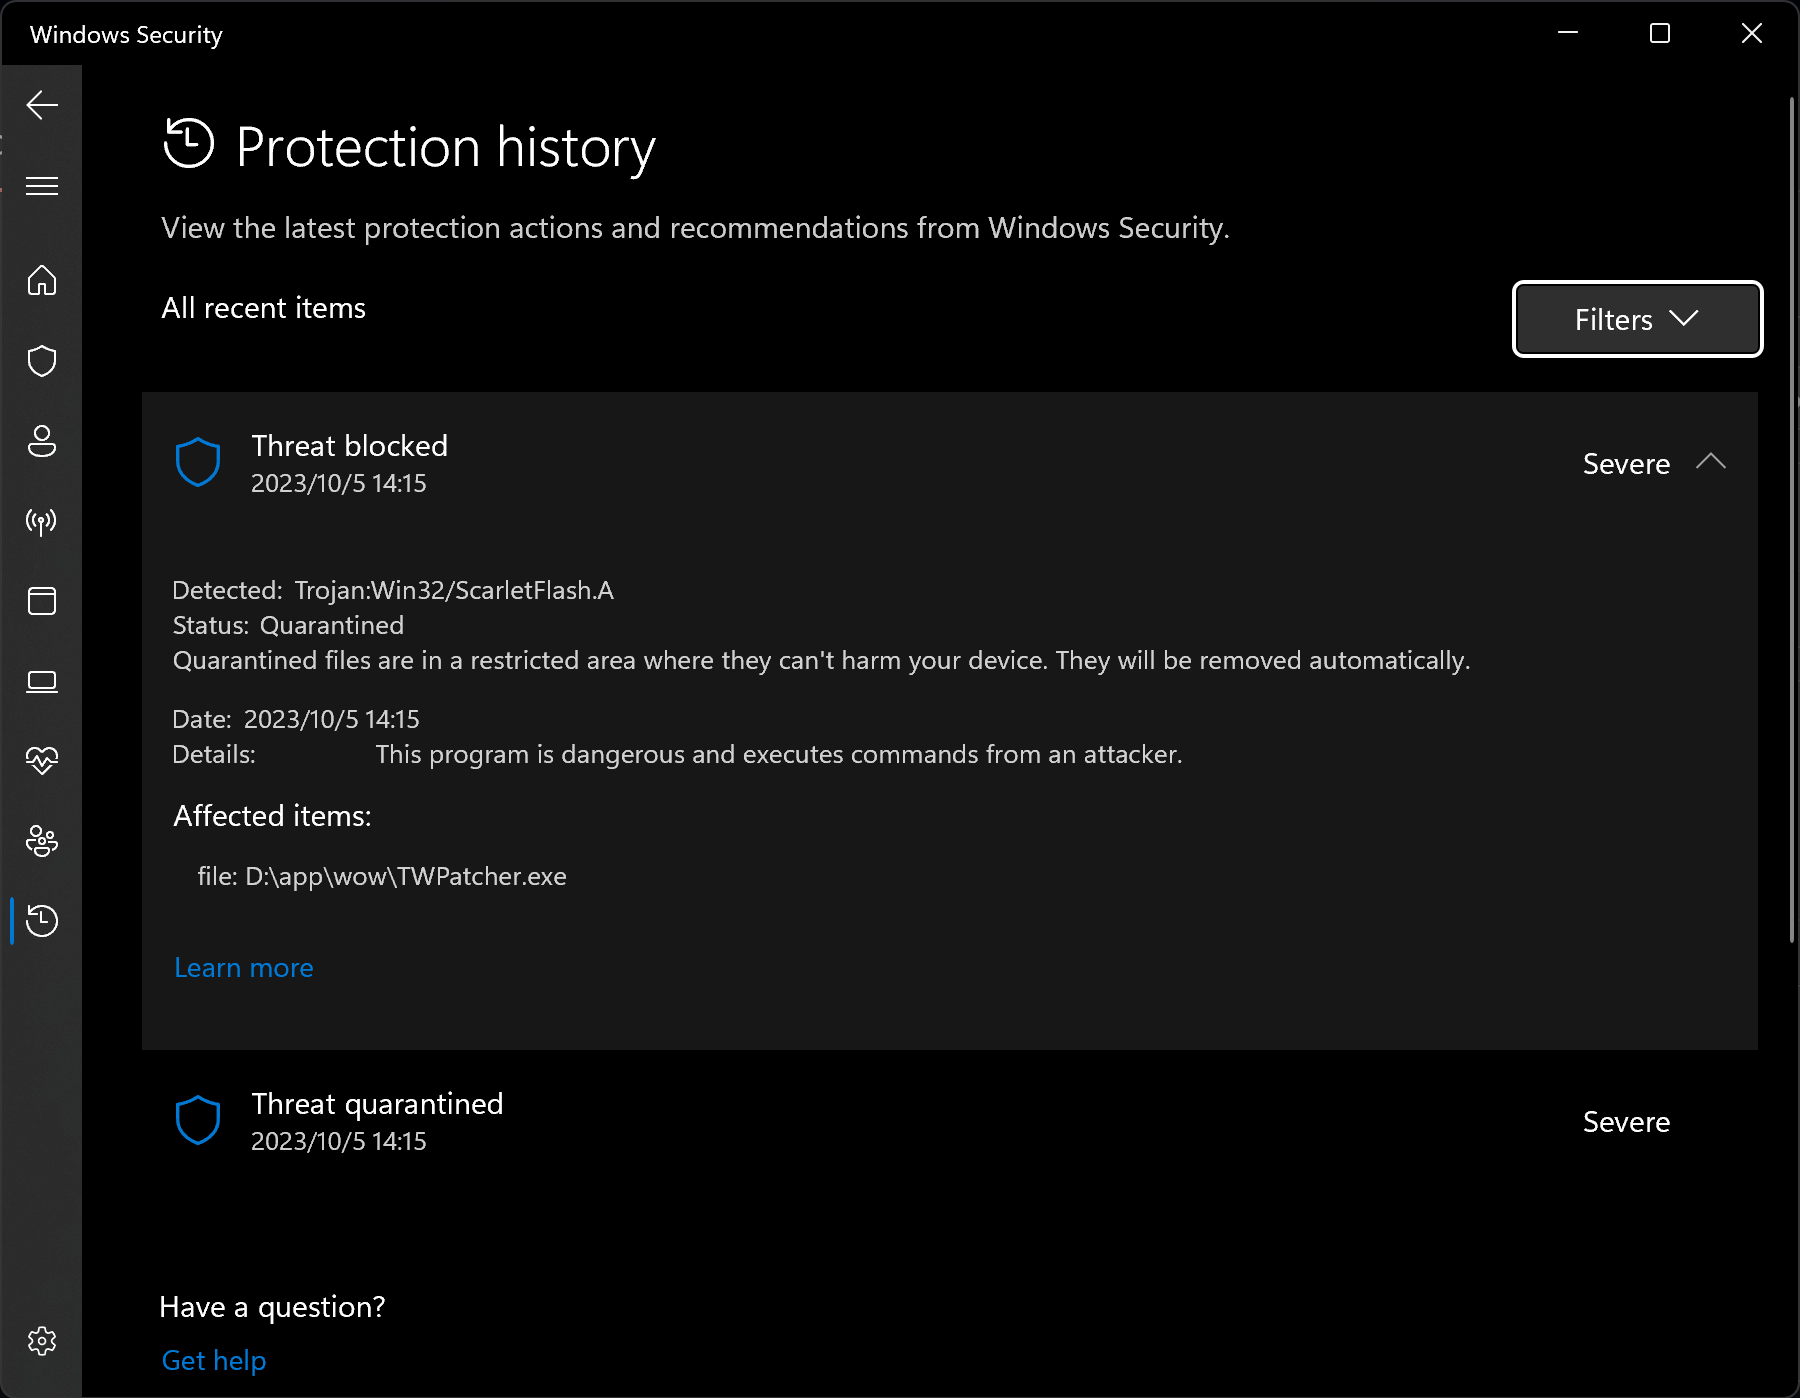 Windows Security
Protection history
View the latest protection actions and recommendations from Windows Security.
All recent items
Filters
Threat blocked
2023/10/5 14:15
Severe
Detected: Trojan:Win32/ScarletFlash.A
Status: Quarantined
Quarantined files are in a restricted area where they can't harm your device. They will be removed automatically.
Date: 2023/10/5 14:15
Details: This program is dangerous and executes commands from an attacker.
Affected items:
file: D:\app\wow\TWPatcher.exe
Learn more
Threat quarantined
2023/10/5 14:15
Severe
Have a question?
Get help